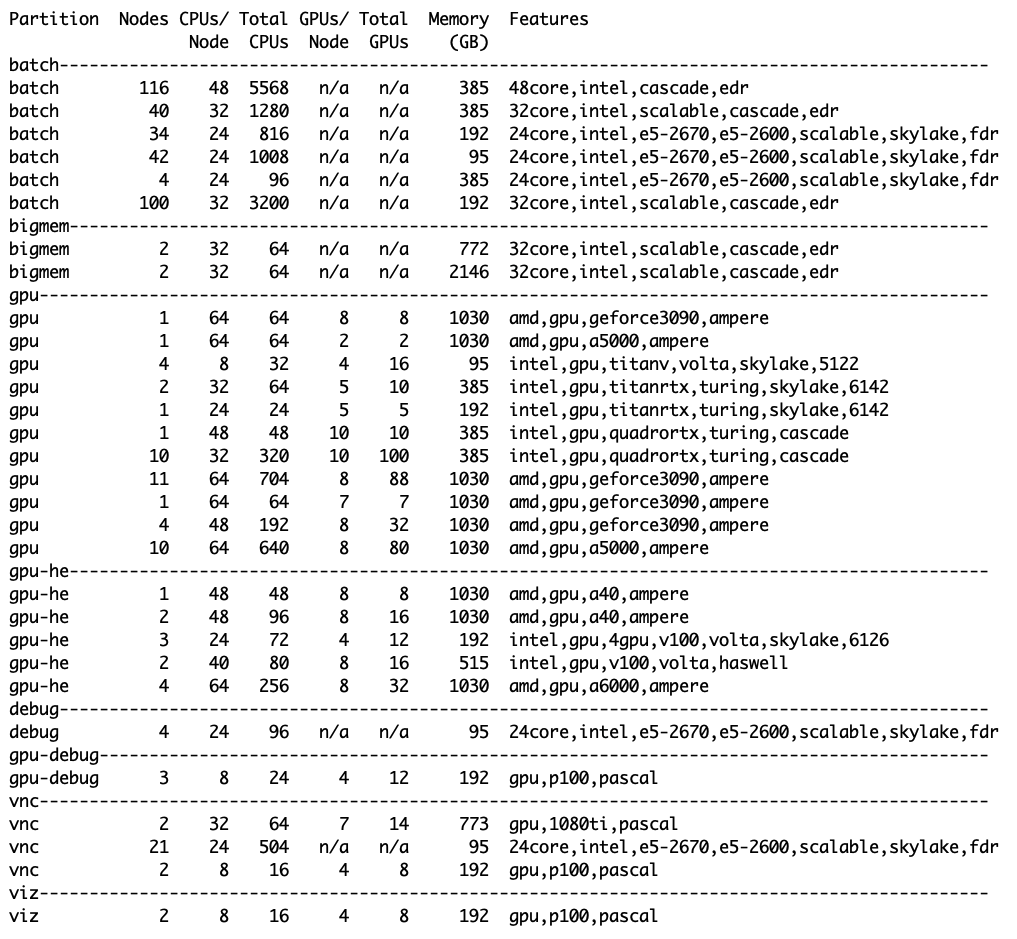 Partition  Nodes CPUs/ Total GPUs/ Total  Memory  Features
                  Node  CPUs  Node  GPUs    (GB)
batch---------------------------------------------------------------------------------------------
batch        116    48  5568   n/a   n/a     385  48core,intel,cascade,edr
batch         40    32  1280   n/a   n/a     385  32core,intel,scalable,cascade,edr
batch         34    24   816   n/a   n/a     192  24core,intel,e5-2670,e5-2600,scalable,skylake,fdr
batch         42    24  1008   n/a   n/a      95  24core,intel,e5-2670,e5-2600,scalable,skylake,fdr
batch          4    24    96   n/a   n/a     385  24core,intel,e5-2670,e5-2600,scalable,skylake,fdr
batch        100    32  3200   n/a   n/a     192  32core,intel,scalable,cascade,edr
bigmem--------------------------------------------------------------------------------------------
bigmem         2    32    64   n/a   n/a     772  32core,intel,scalable,cascade,edr
bigmem         2    32    64   n/a   n/a    2146  32core,intel,scalable,cascade,edr
gpu-----------------------------------------------------------------------------------------------
gpu            1    64    64     8     8    1030  amd,gpu,geforce3090,ampere
gpu            1    64    64     2     2    1030  amd,gpu,a5000,ampere
gpu            4     8    32     4    16      95  intel,gpu,titanv,volta,skylake,5122
gpu            2    32    64     5    10     385  intel,gpu,titanrtx,turing,skylake,6142
gpu            1    24    24     5     5     192  intel,gpu,titanrtx,turing,skylake,6142
gpu            1    48    48    10    10     385  intel,gpu,quadrortx,turing,cascade
gpu           10    32   320    10   100     385  intel,gpu,quadrortx,turing,cascade
gpu           11    64   704     8    88    1030  amd,gpu,geforce3090,ampere
gpu            1    64    64     7     7    1030  amd,gpu,geforce3090,ampere
gpu            4    48   192     8    32    1030  amd,gpu,geforce3090,ampere
gpu           10    64   640     8    80    1030  amd,gpu,a5000,ampere
gpu-he--------------------------------------------------------------------------------------------
gpu-he         1    48    48     8     8    1030  amd,gpu,a40,ampere
gpu-he         2    48    96     8    16    1030  amd,gpu,a40,ampere
gpu-he         3    24    72     4    12     192  intel,gpu,4gpu,v100,volta,skylake,6126
gpu-he         2    40    80     8    16     515  intel,gpu,v100,volta,haswell
gpu-he         4    64   256     8    32    1030  amd,gpu,a6000,ampere
debug---------------------------------------------------------------------------------------------
debug          4    24    96   n/a   n/a      95  24core,intel,e5-2670,e5-2600,scalable,skylake,fdr
gpu-debug-----------------------------------------------------------------------------------------
gpu-debug      3     8    24     4    12     192  gpu,p100,pascal
vnc-----------------------------------------------------------------------------------------------
vnc            2    32    64     7    14     773  gpu,1080ti,pascal
vnc           21    24   504   n/a   n/a      95  24core,intel,e5-2670,e5-2600,scalable,skylake,fdr
vnc            2     8    16     4     8     192  gpu,p100,pascal
viz-----------------------------------------------------------------------------------------------
viz            2     8    16     4     8     192  gpu,p100,pascal